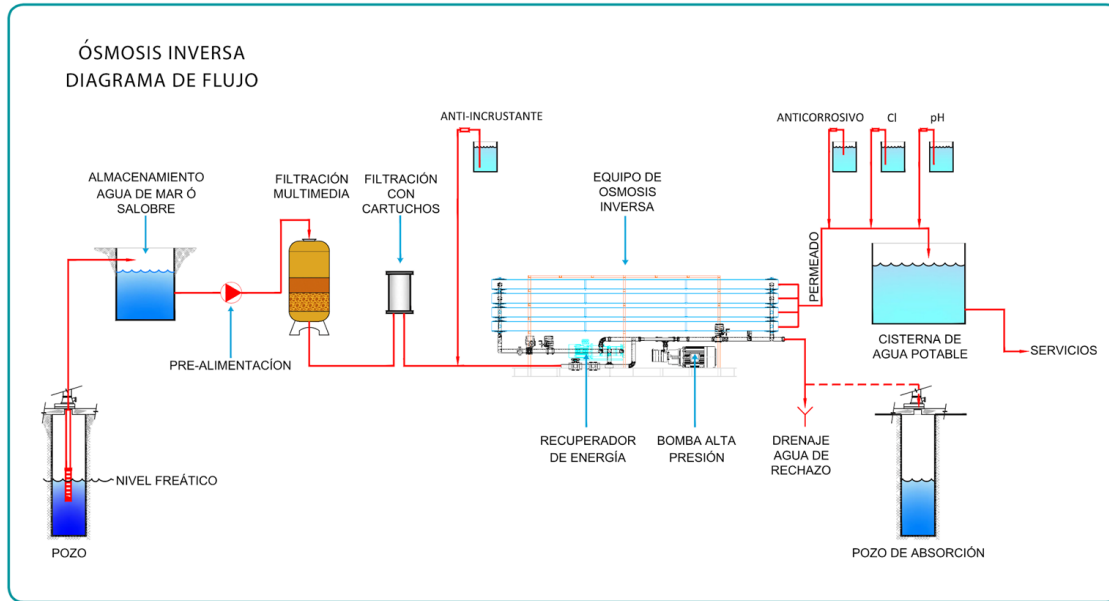 ÓSMOSIS INVERSA
DIAGRAMA DE FLUJO
ANTI-INCRUSTANTE
ANTICORROSIVO
Cl
pH
ALMACENAMIENTO
AGUA DE MAR Ó
SALOBRE
FILTRACIÓN
MULTIMEDIA
FILTRACIÓN
CON
CARTUCHOS
EQUIPO DE
OSMOSIS
INVERSA
PERMEADO
PRE-ALIMENTACÍON
CISTERNA DE
AGUA POTABLE
SERVICIOS
RECUPERADOR
DE ENERGÍA
BOMBA ALTA
PRESIÓN
DRENAJE
AGUA DE
RECHAZO
NIVEL FREÁTICO
POZO
POZO DE ABSORCIÓN